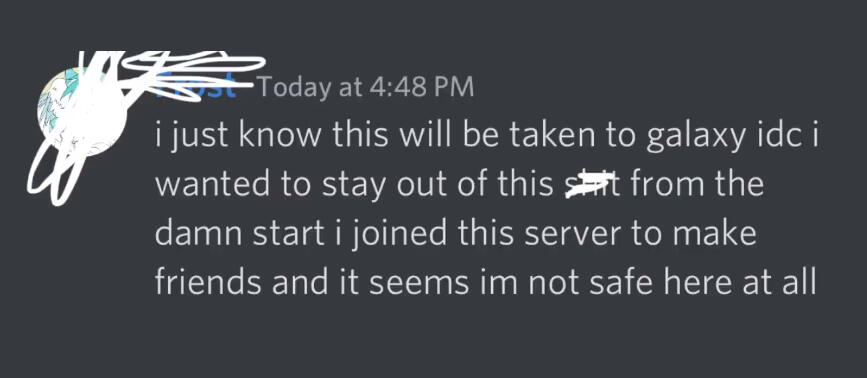 Today at 4:48 PM
i just know this will be taken to galaxy idc i
wanted to stay out of this shit from the
damn start i joined this server to make
friends and it seems im not safe here at all